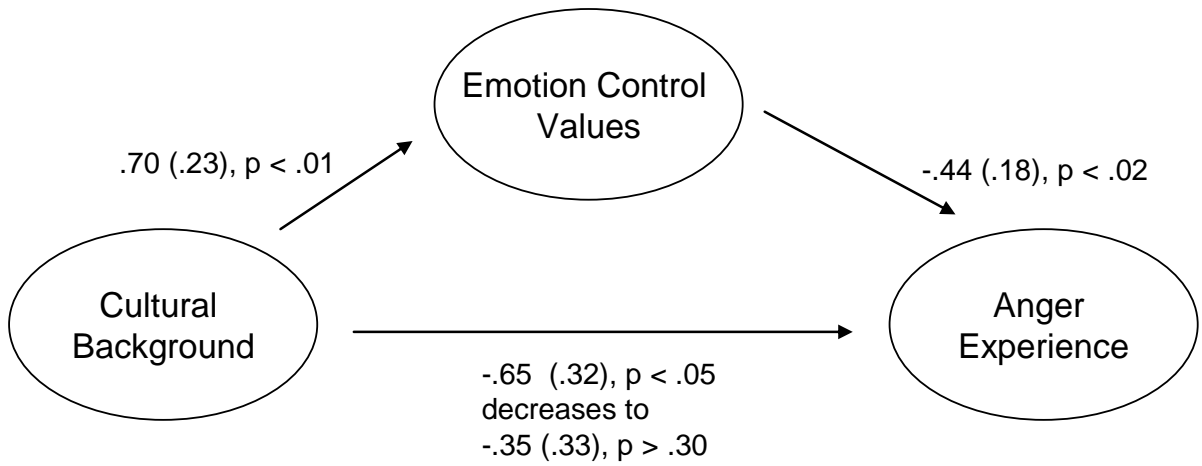 Emotion Control
Values
.70 (.23), p < .01
-.44 (.18), p < .02
Cultural
Background
Anger
Experience
-.65 (.32), p < .05
decreases to
-.35 (.33), p > .30